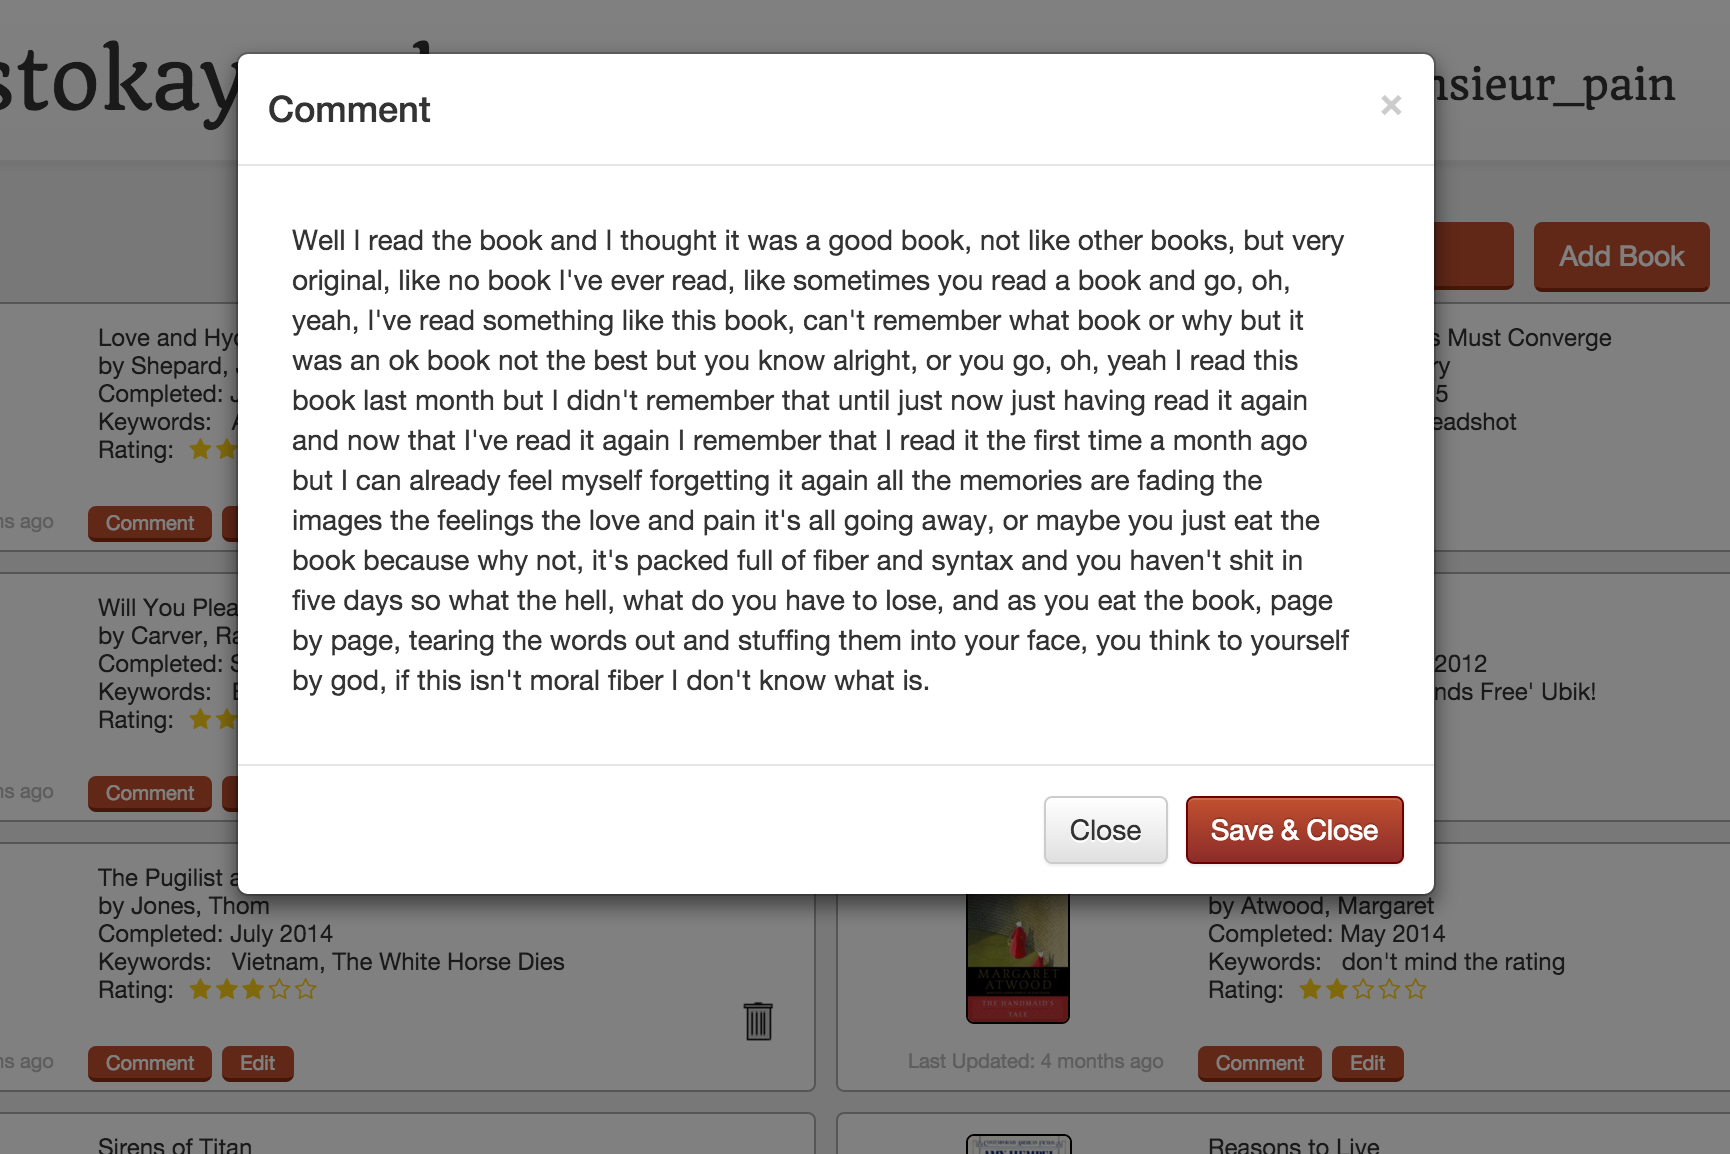 stokay
nsieur_pain
Comment
×
Well I read the book and I thought it was a good book, not like other books, but very
original, like no book I've ever read, like sometimes you read a book and go, oh,
yeah, I've read something like this book, can't remember what book or why but it
was an ok book not the best but you know alright, or you go, oh, yeah I read this
book last month but I didn't remember that until just now just having read it again
and now that I've read it again I remember that I read it the first time a month ago
but I can already feel myself forgetting it again all the memories are fading the
images the feelings the love and pain it's all going away, or maybe you just eat the
book because why not, it's packed full of fiber and syntax and you haven't shit in
five days so what the hell, what do you have to lose, and as you eat the book, page
by page, tearing the words out and stuffing them into your face, you think to yourself
by god, if this isn't moral fiber I don't know what is.
Close
Save & Close
Add Book
Love and Hyd
by Shepard,
Completed:
Keywords:
Rating:
ns ago
Comment
s Must Converge
ry
5
eadshot
Will You Plea
by Carver, Ra
Completed: S
Keywords:
Rating:
ns ago
Comment
2012
nds Free' Ubik!
The Pugilist a
by Jones, Thom
Completed: July 2014
Keywords: Vietnam, The White Horse Dies
Rating:
ns ago
Comment
Edit
MARGARET
ATWOOD
THE HANDMAID'S
TALE
by Atwood, Margaret
Completed: May 2014
Keywords: don't mind the rating
Rating:
Last Updated: 4 months ago
Comment
Edit
Sirens of Titan
AMY HEMPEL
Reasons to Live